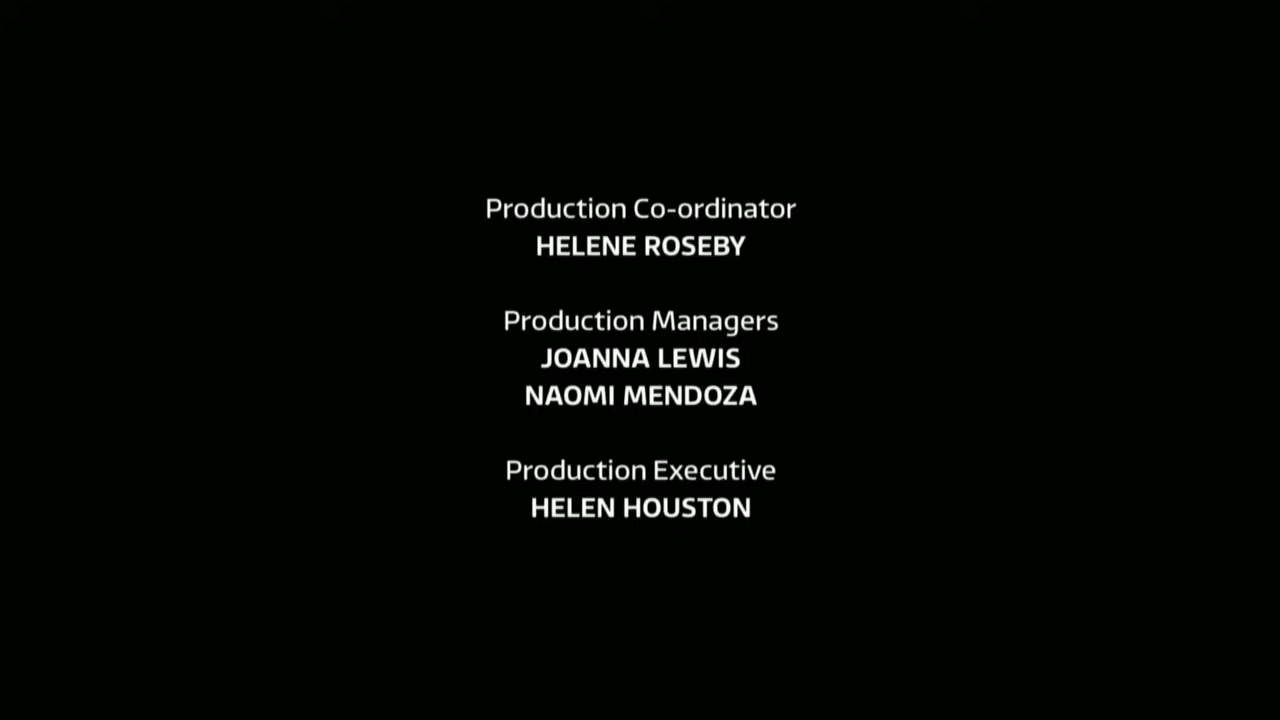 Production Co-ordinator
HELENE ROSEBY
Production Managers
JOANNA LEWIS
NAOMI MENDOZA
Production Executive
HELEN HOUSTON